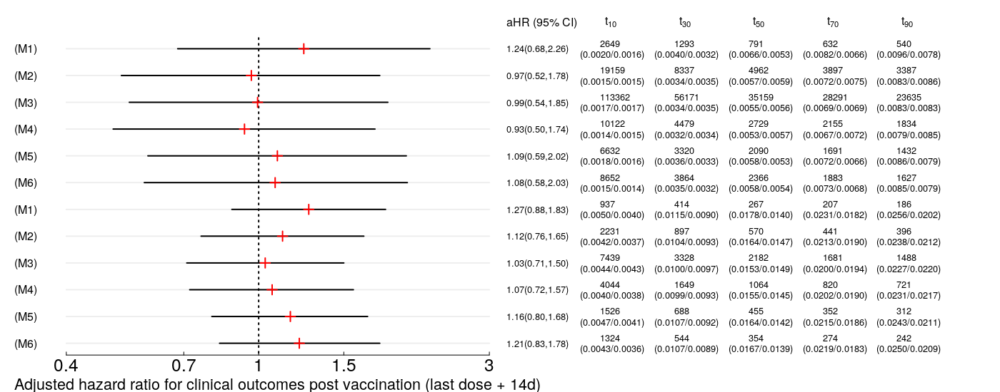 aHR (95% CI) t10 t30 t50 t70 t90
(M1) 1.24(0.68,2.26) 2649 1293 791 632 540
(0.0020/0.0016) (0.0040/0.0032) (0.0066/0.0053) (0.0082/0.0066) (0.0096/0.0078)
(M2) 0.97(0.52,1.78) 19159 8337 4962 3897 3387
(0.0015/0.0015) (0.0034/0.0035) (0.0057/0.0059) (0.0072/0.0075) (0.0083/0.0086)
(M3) 0.99(0.54,1.85) 113362 56171 35159 28291 23635
(0.0017/0.0017) (0.0034/0.0035) (0.0055/0.0056) (0.0069/0.0069) (0.0083/0.0083)
(M4) 0.93(0.50,1.74) 10122 4479 2729 2155 1834
(0.0014/0.0015) (0.0032/0.0034) (0.0053/0.0057) (0.0067/0.0072) (0.0079/0.0085)
(M5) 1.09(0.59,2.02) 6632 3320 2090 1691 1432
(0.0018/0.0016) (0.0036/0.0033) (0.0058/0.0053) (0.0072/0.0066) (0.0086/0.0079)
(M6) 1.08(0.58,2.03) 8652 3864 2366 1883 1627
(0.0015/0.0014) (0.0035/0.0032) (0.0058/0.0054) (0.0073/0.0068) (0.0085/0.0079)
(M1) 1.27(0.88,1.83) 937 414 267 207 186
(0.0050/0.0040) (0.0115/0.0090) (0.0178/0.0140) (0.0231/0.0182) (0.0256/0.0202)
(M2) 1.12(0.76,1.65) 2231 897 570 441 396
(0.0042/0.0037) (0.0104/0.0093) (0.0164/0.0147) (0.0213/0.0190) (0.0238/0.0212)
(M3) 1.03(0.71,1.50) 7439 3328 2182 1681 1488
(0.0044/0.0043) (0.0100/0.0097) (0.0153/0.0149) (0.0200/0.0194) (0.0227/0.0220)
(M4) 1.07(0.72,1.57) 4044 1649 1064 820 721
(0.0040/0.0038) (0.0099/0.0093) (0.0155/0.0145) (0.0202/0.0190) (0.0231/0.0217)
(M5) 1.16(0.80,1.68) 1526 688 455 352 312
(0.0047/0.0041) (0.0107/0.0092) (0.0164/0.0142) (0.0215/0.0186) (0.0243/0.0211)
(M6) 1.21(0.83,1.78) 1324 544 354 274 242
(0.0043/0.0036) (0.0107/0.0089) (0.0167/0.0139) (0.0219/0.0183) (0.0250/0.0209)
0.4 0.7 1 1.5 3
Adjusted hazard ratio for clinical outcomes post vaccination (last dose + 14d)